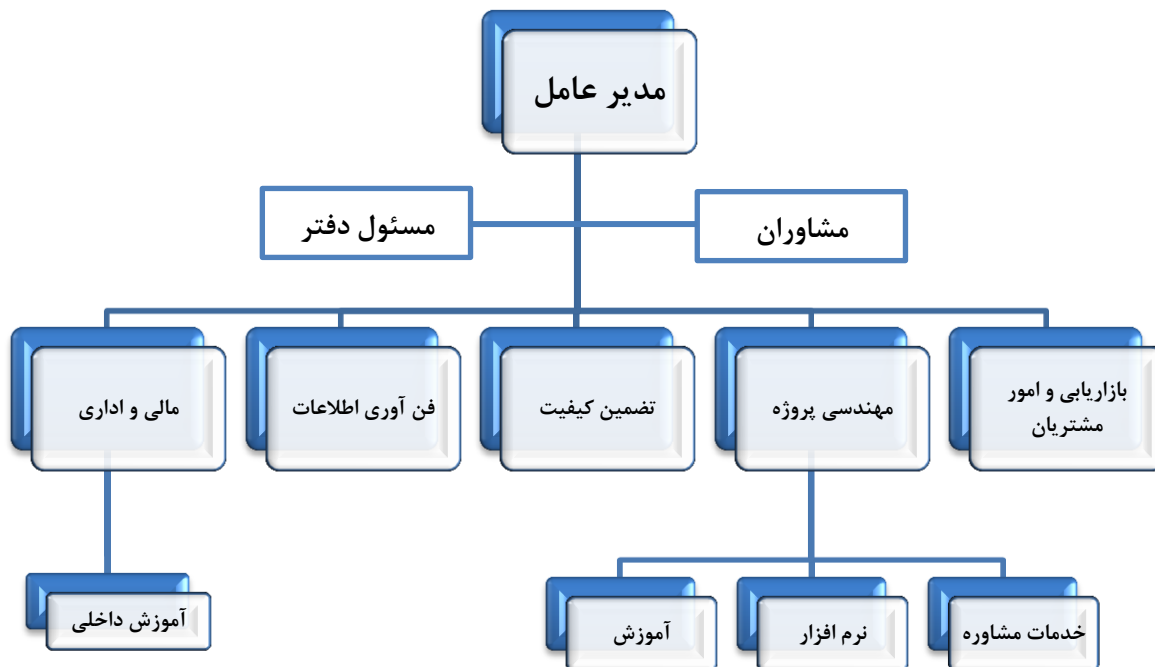 مدیر عامل
مشاوران
مسئول دفتر
بازاریابی و امور
مشتریان
مهندسی پروژه
تضمین کیفیت
فن آوری اطلاعات
مالی و اداری
خدمات مشاوره
نرم افزار
آموزش
آموزش داخلی